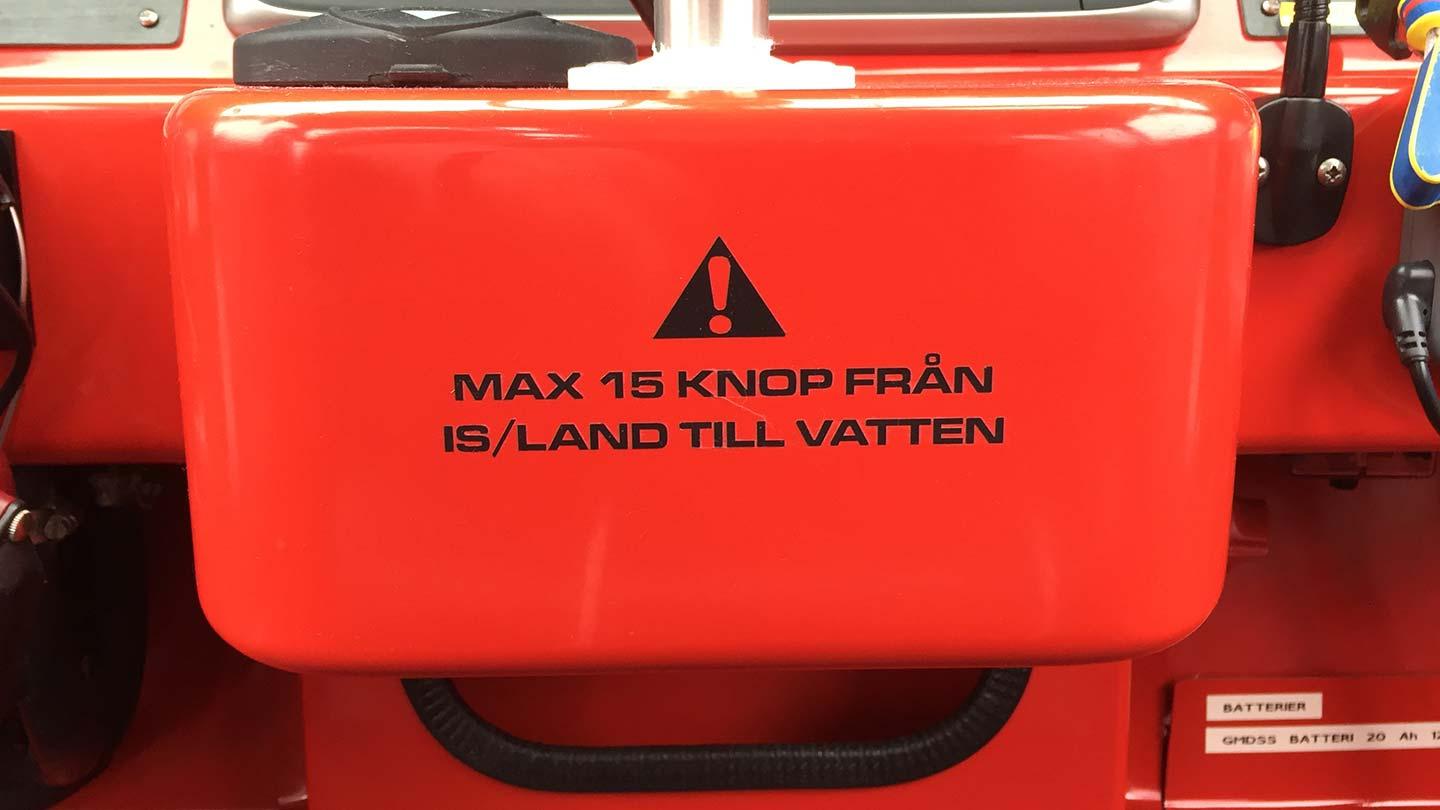 MAX 15 KNOP FRÅN
IS/LAND TILL VATTEN
BATTERIER
GMDSS BATTERI 20 Ah